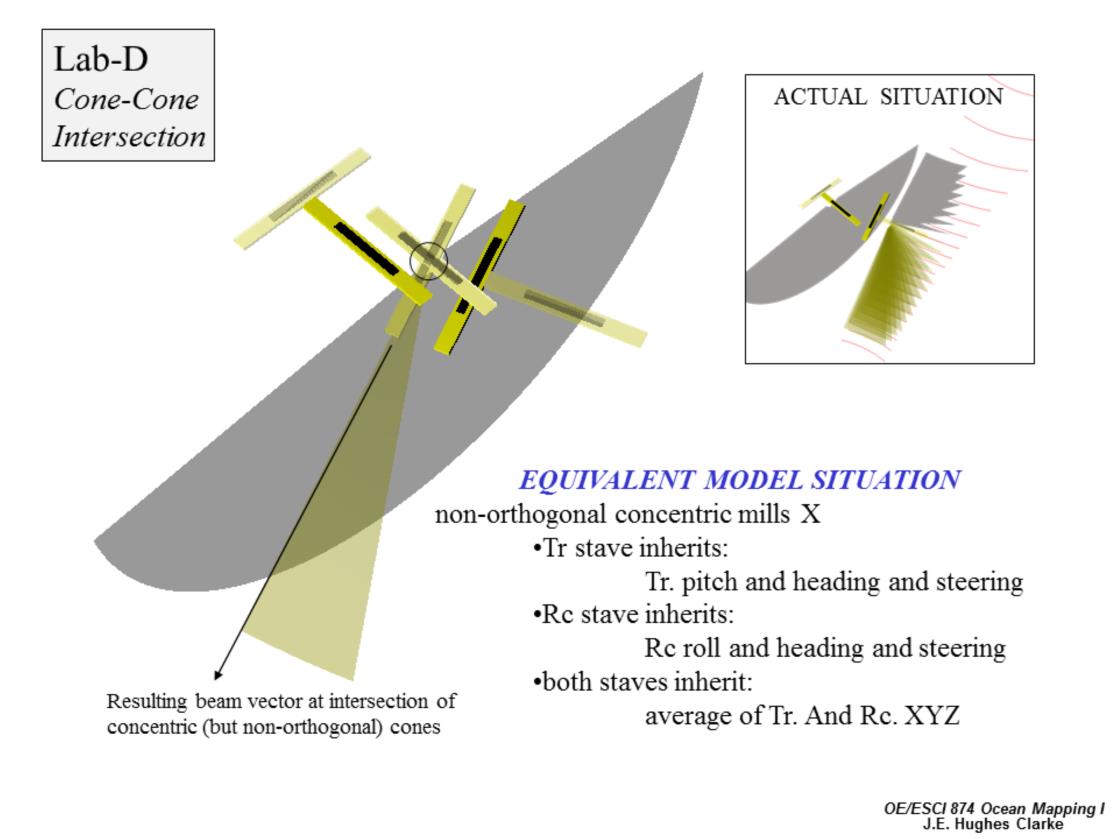 Lab-D
Cone-Cone
Intersection
ACTUAL SITUATION
EQUIVALENT MODEL SITUATION
non-orthogonal concentric mills X
•Tr stave inherits:
Tr. pitch and heading and steering
•Rc stave inherits:
Rc roll and heading and steering
•both staves inherit:
average of Tr. And Rc. XYZ
Resulting beam vector at intersection of
concentric (but non-orthogonal) cones
OE/ESCI 874 Ocean Mapping I
J.E. Hughes Clarke